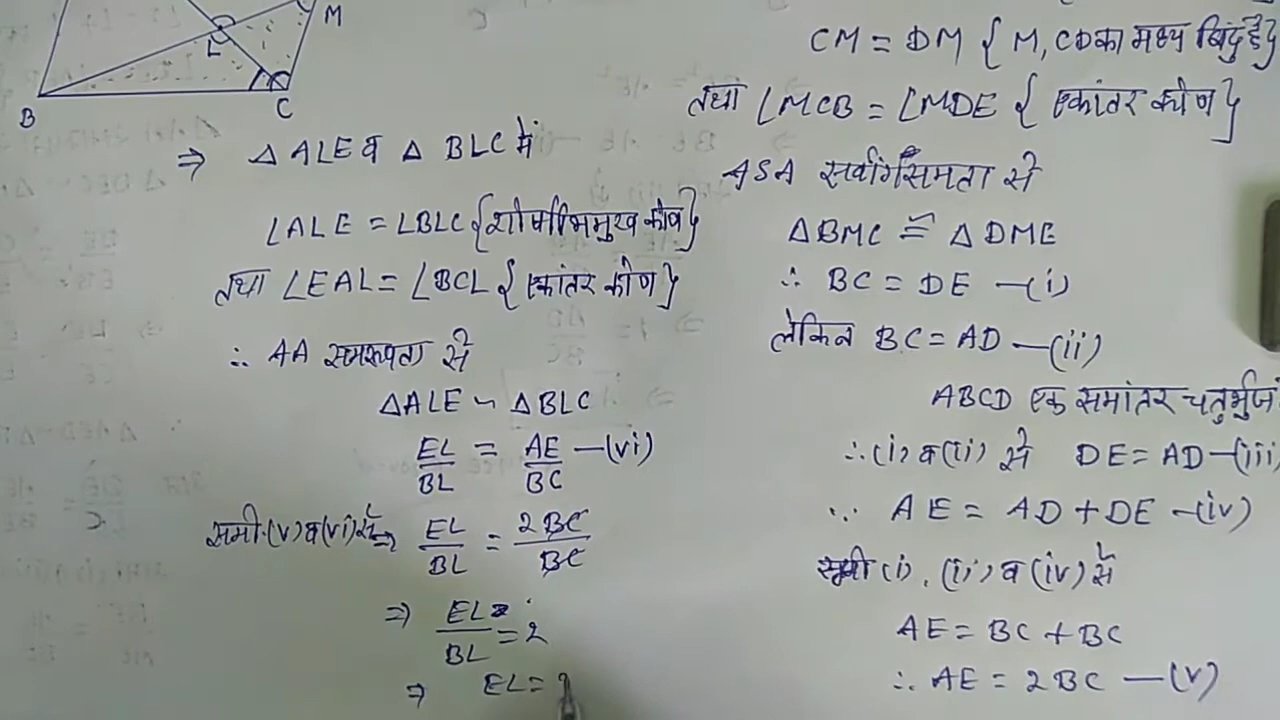 M
L
B
C
⇒ △ALE व △BLC में
∠ALE = ∠BLC {शीर्षाभिमुख कोण}
तथा ∠EAL = ∠BCL {एकांतर कोण}
∴ AA समरूपता से
△ALE ~ △BLC
EL/BL = AE/BC —(vi)
समी.(v) व (vi) से ⇒ EL/BL = 2BC/BC
⇒ EL/BL = 2
⇒ EL =
CM = DM {M, CD का मध्य बिंदु है}
तथा ∠MCB = ∠MDE {एकांतर कोण}
ASA सर्वांगसिमता से
△BMC ≅ △DME
∴ BC = DE —(i)
लेकिन BC = AD —(ii)
ABCD एक समांतर चतुर्भुज
∴ (i) व (ii) से DE = AD —(iii)
∵ AE = AD + DE —(iv)
समी (i), (ii) व (iv) से
AE = BC + BC
∴ AE = 2BC —(v)